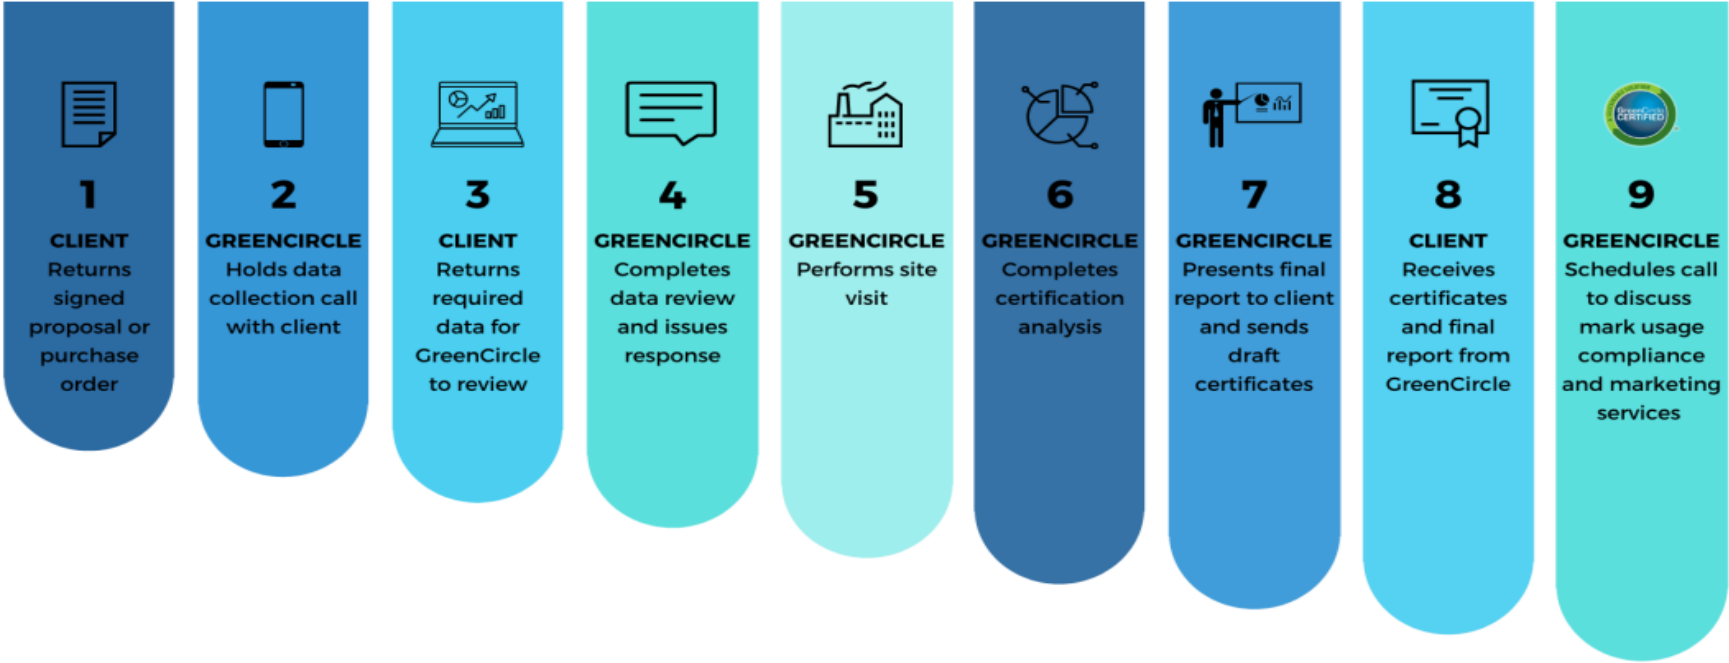 1
CLIENT
Returns
signed
proposal or
purchase
order
2
GREENCIRCLE
Holds data
collection call
with client
3
CLIENT
Returns
required
data for
GreenCircle
to review
4
GREENCIRCLE
Completes
data review
and issues
response
5
GREENCIRCLE
Performs site
visit
6
GREENCIRCLE
Completes
certification
analysis
7
GREENCIRCLE
Presents final
report to client
and sends
draft
certificates
8
CLIENT
Receives
certificates
and final
report from
GreenCircle
GreenCircle
CERTIFIED
9
GREENCIRCLE
Schedules call
to discuss
mark usage
compliance
and marketing
services